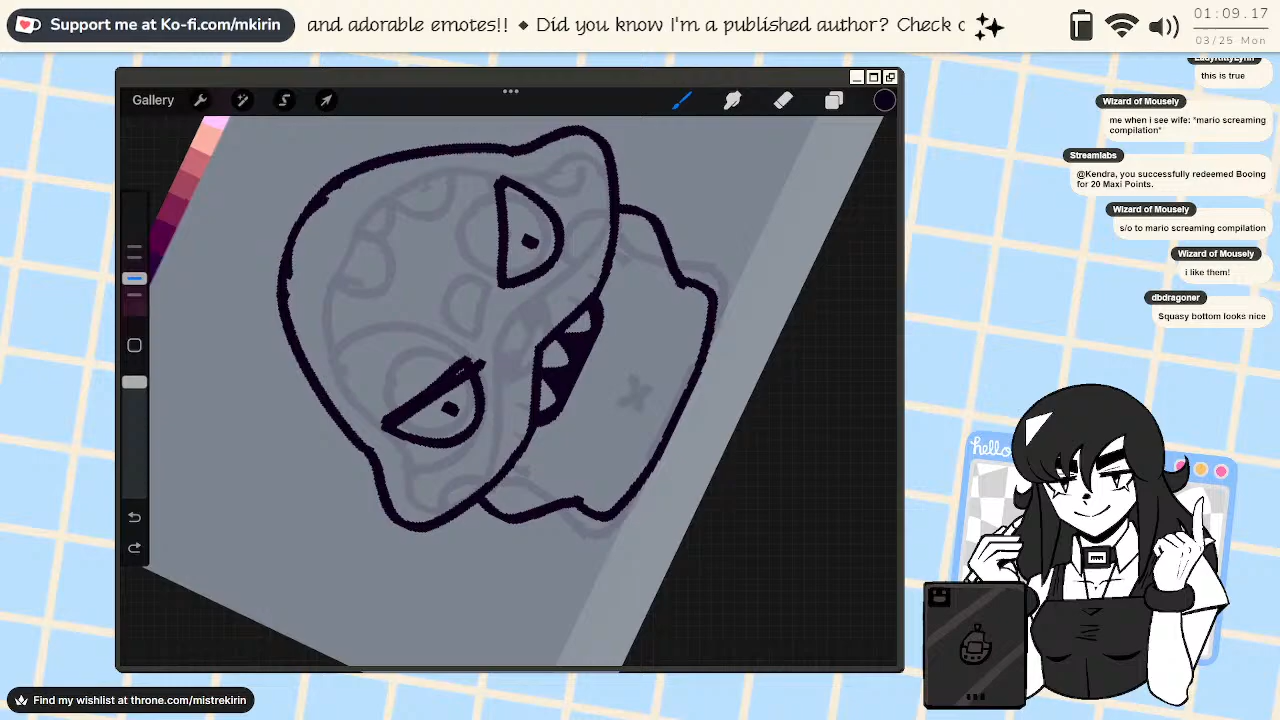 Support me at Ko-fi.com/mkirin
and adorable emotes!! ◆ Did you know I'm a published author? Check
01:09.17
03/25 Mon
this is true
Wizard of Mousely
me when i see wife: *mario screaming
compilation*
Streamlabs
@Kendra, you successfully redeemed Booing
for 20 Maxi Points.
Wizard of Mousely
s/o to mario screaming compilation
Wizard of Mousely
i like them!
dbdragoner
Squasy bottom looks nice
Gallery
hello
Find my wishlist at throne.com/mistrekirin